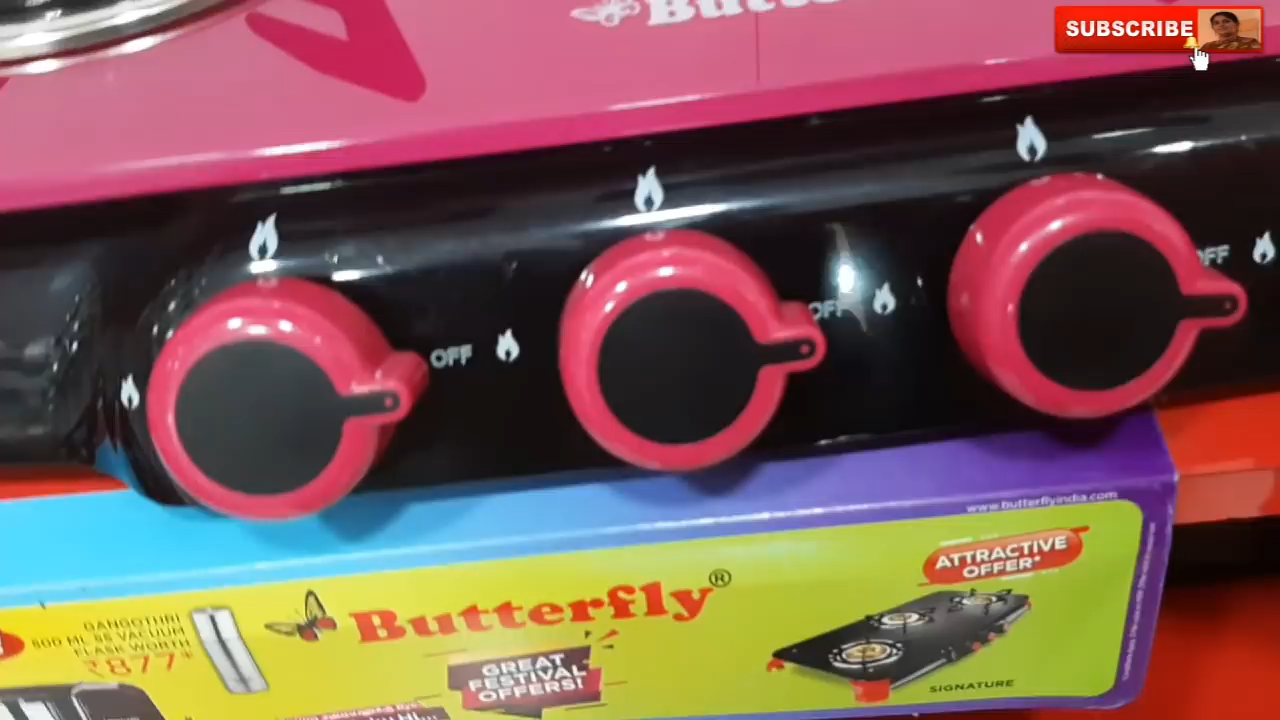 Butte
SUBSCRIBE
OFF
OFF
OFF
www.butterflyindia.com
ATTRACTIVE
OFFER*
GANGOTHRI
500 ML SS VACUUM
FLASK WORTH
₹877*
Butterfly®
GREAT
FESTIVAL
OFFERS!
SIGNATURE